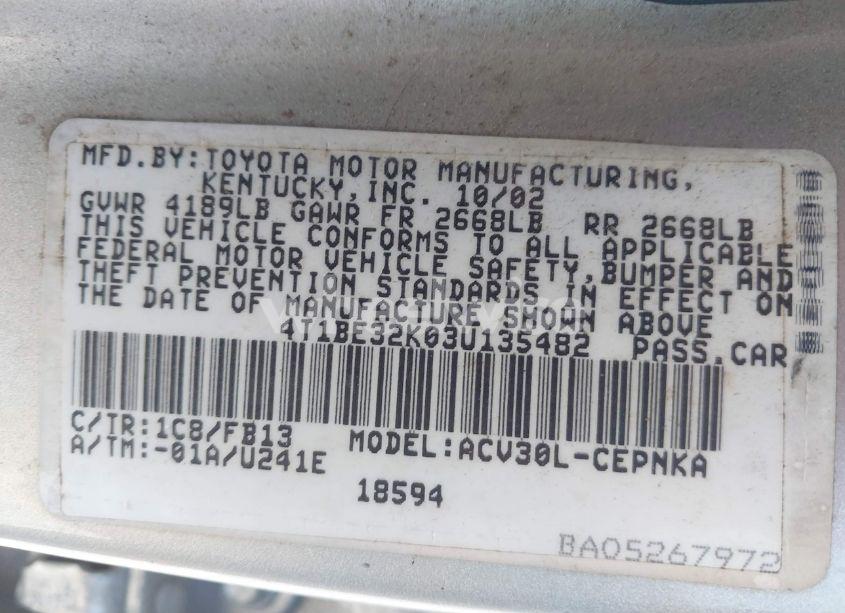 MFD.BY:TOYOTA MOTOR MANUFACTURING,
KENTUCKY,INC. 10/02
GVWR 4189LB GAWR FR 2668LB RR 2668LB
THIS VEHICLE CONFORMS TO ALL APPLICABLE
FEDERAL MOTOR VEHICLE SAFETY,BUMPER AND
THEFT PREVENTION STANDARDS IN EFFECT ON
THE DATE OF MANUFACTURE SHOWN ABOVE
4T1BE32K03U135482 PASS.CAR
C/TR:1C8/FB13 MODEL:ACV30L-CEPNKA
A/TM:-01A/U241E
18594
BA05267972